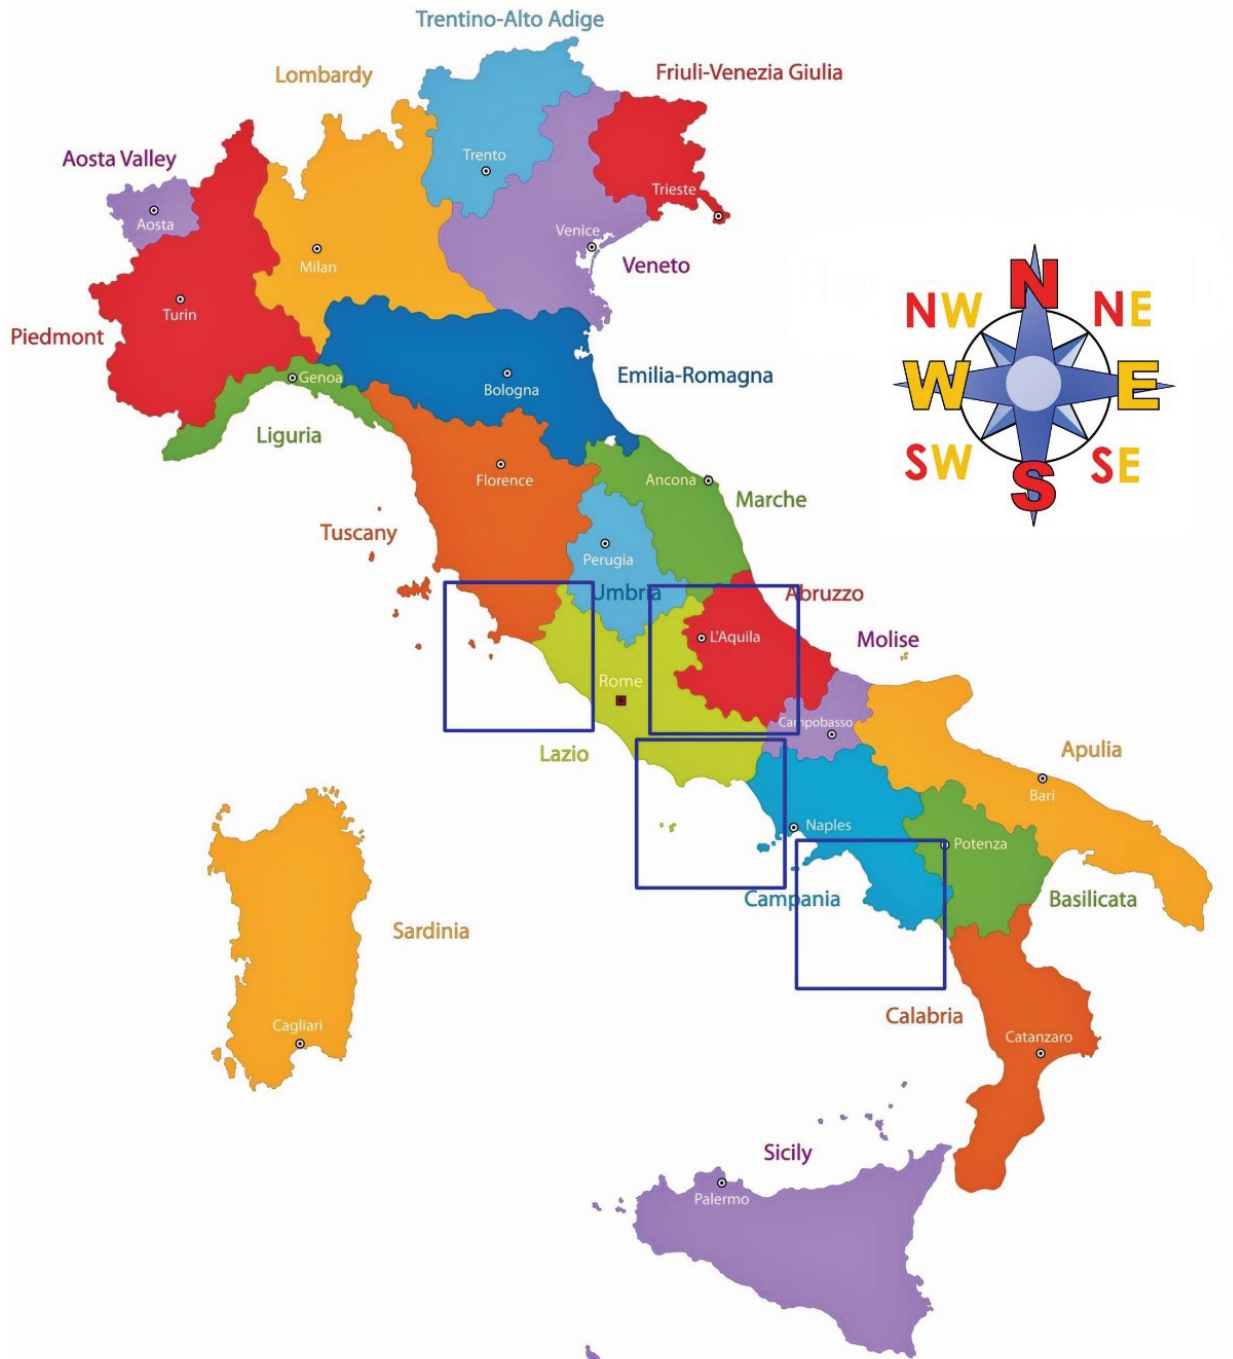 Trentino-Alto Adige
Lombardy
Friuli-Venezia Giulia
Aosta Valley
Trento
Trieste
Aosta
Venice
Milan
Veneto
Turin
Piedmont
Genoa
Bologna
Emilia-Romagna
Liguria
Florence
Ancona
Marche
Tuscany
Perugia
Umbria
Abruzzo
L'Aquila
Molise
Rome
Campobasso
Lazio
Apulia
Bari
Naples
Potenza
Campania
Basilicata
Sardinia
Calabria
Cagliari
Catanzaro
Sicily
Palermo
N
NW
NE
W
E
SW
SE
S